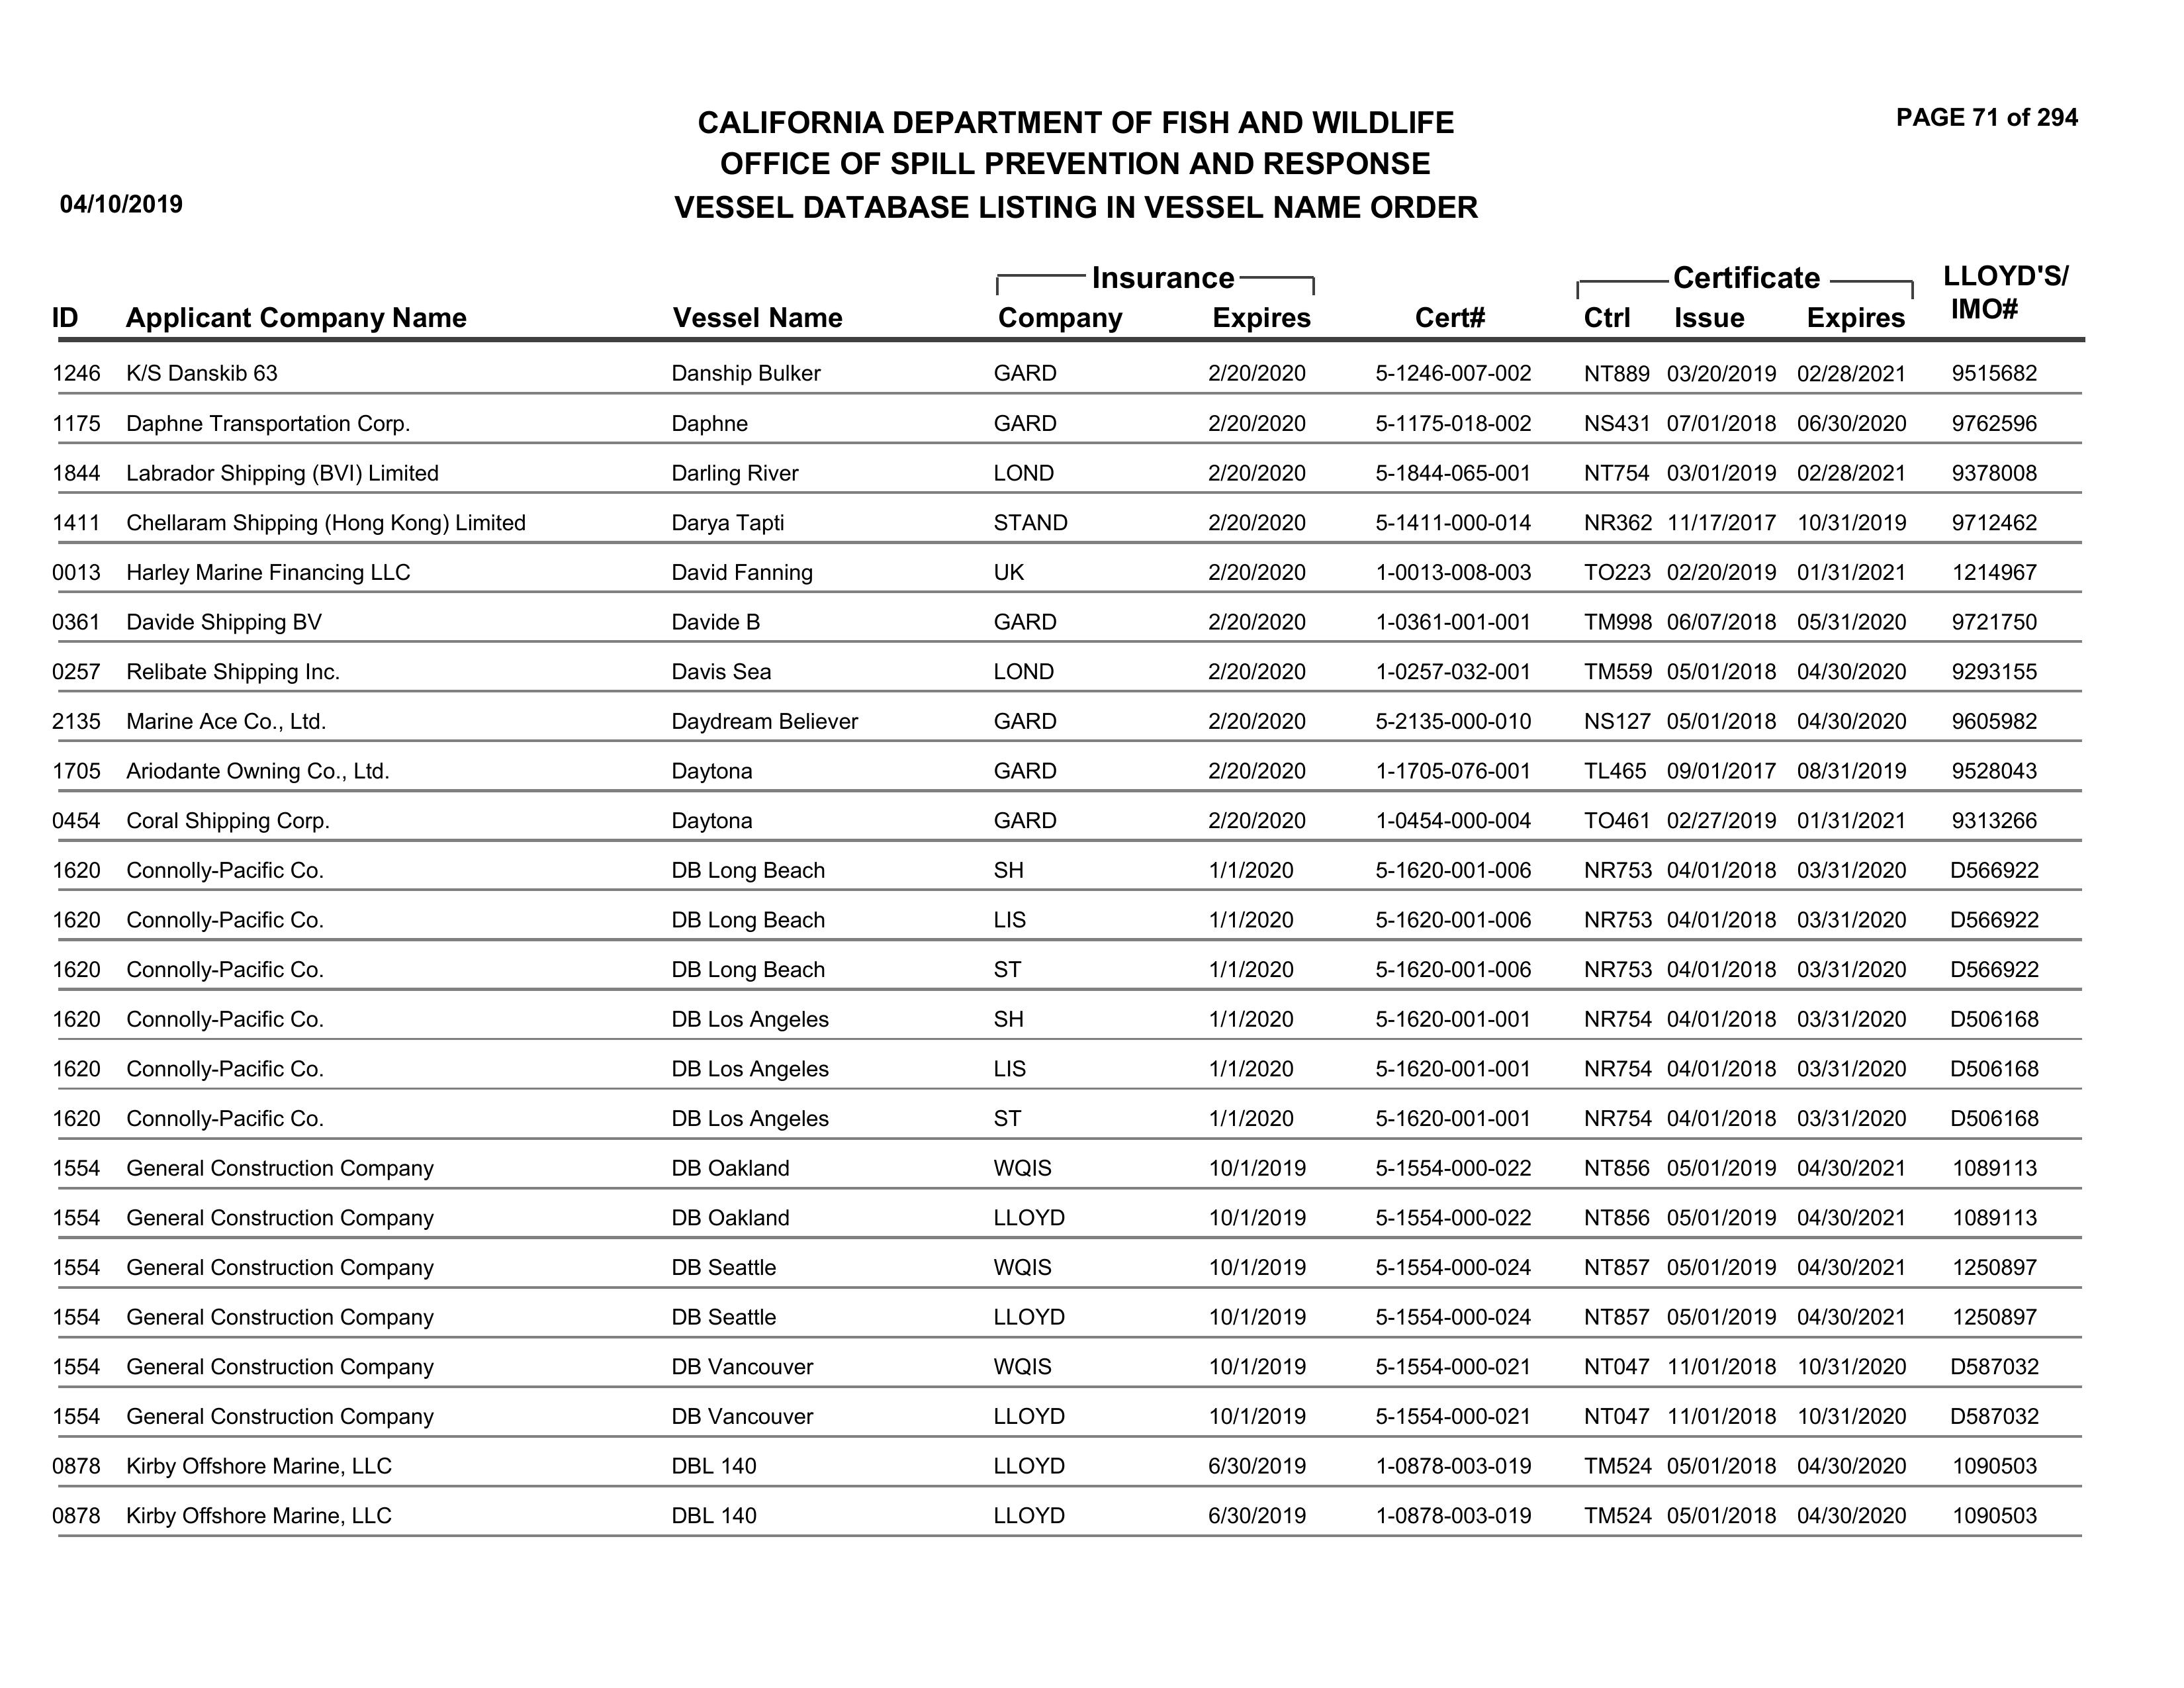 PAGE 71 of 294
CALIFORNIA DEPARTMENT OF FISH AND WILDLIFE
OFFICE OF SPILL PREVENTION AND RESPONSE
04/10/2019 VESSEL DATABASE LISTING IN VESSEL NAME ORDER
Insurance Certificate LLOYD'S/
ID Applicant Company Name Vessel Name Company Expires Cert# Ctrl Issue Expires IMO#
1246 K/S Danskib 63 Danship Bulker GARD 2/20/2020 5-1246-007-002 NT889 03/20/2019 02/28/2021 9515682
1175 Daphne Transportation Corp. Daphne GARD 2/20/2020 5-1175-018-002 NS431 07/01/2018 06/30/2020 9762596
1844 Labrador Shipping (BVI) Limited Darling River LOND 2/20/2020 5-1844-065-001 NT754 03/01/2019 02/28/2021 9378008
1411 Chellaram Shipping (Hong Kong) Limited Darya Tapti STAND 2/20/2020 5-1411-000-014 NR362 11/17/2017 10/31/2019 9712462
0013 Harley Marine Financing LLC David Fanning UK 2/20/2020 1-0013-008-003 TO223 02/20/2019 01/31/2021 1214967
0361 Davide Shipping BV Davide B GARD 2/20/2020 1-0361-001-001 TM998 06/07/2018 05/31/2020 9721750
0257 Relibate Shipping Inc. Davis Sea LOND 2/20/2020 1-0257-032-001 TM559 05/01/2018 04/30/2020 9293155
2135 Marine Ace Co., Ltd. Daydream Believer GARD 2/20/2020 5-2135-000-010 NS127 05/01/2018 04/30/2020 9605982
1705 Ariodante Owning Co., Ltd. Daytona GARD 2/20/2020 1-1705-076-001 TL465 09/01/2017 08/31/2019 9528043
0454 Coral Shipping Corp. Daytona GARD 2/20/2020 1-0454-000-004 TO461 02/27/2019 01/31/2021 9313266
1620 Connolly-Pacific Co. DB Long Beach SH 1/1/2020 5-1620-001-006 NR753 04/01/2018 03/31/2020 D566922
1620 Connolly-Pacific Co. DB Long Beach LIS 1/1/2020 5-1620-001-006 NR753 04/01/2018 03/31/2020 D566922
1620 Connolly-Pacific Co. DB Long Beach ST 1/1/2020 5-1620-001-006 NR753 04/01/2018 03/31/2020 D566922
1620 Connolly-Pacific Co. DB Los Angeles SH 1/1/2020 5-1620-001-001 NR754 04/01/2018 03/31/2020 D506168
1620 Connolly-Pacific Co. DB Los Angeles LIS 1/1/2020 5-1620-001-001 NR754 04/01/2018 03/31/2020 D506168
1620 Connolly-Pacific Co. DB Los Angeles ST 1/1/2020 5-1620-001-001 NR754 04/01/2018 03/31/2020 D506168
1554 General Construction Company DB Oakland WQIS 10/1/2019 5-1554-000-022 NT856 05/01/2019 04/30/2021 1089113
1554 General Construction Company DB Oakland LLOYD 10/1/2019 5-1554-000-022 NT856 05/01/2019 04/30/2021 1089113
1554 General Construction Company DB Seattle WQIS 10/1/2019 5-1554-000-024 NT857 05/01/2019 04/30/2021 1250897
1554 General Construction Company DB Seattle LLOYD 10/1/2019 5-1554-000-024 NT857 05/01/2019 04/30/2021 1250897
1554 General Construction Company DB Vancouver WQIS 10/1/2019 5-1554-000-021 NT047 11/01/2018 10/31/2020 D587032
1554 General Construction Company DB Vancouver LLOYD 10/1/2019 5-1554-000-021 NT047 11/01/2018 10/31/2020 D587032
0878 Kirby Offshore Marine, LLC DBL 140 LLOYD 6/30/2019 1-0878-003-019 TM524 05/01/2018 04/30/2020 1090503
0878 Kirby Offshore Marine, LLC DBL 140 LLOYD 6/30/2019 1-0878-003-019 TM524 05/01/2018 04/30/2020 1090503